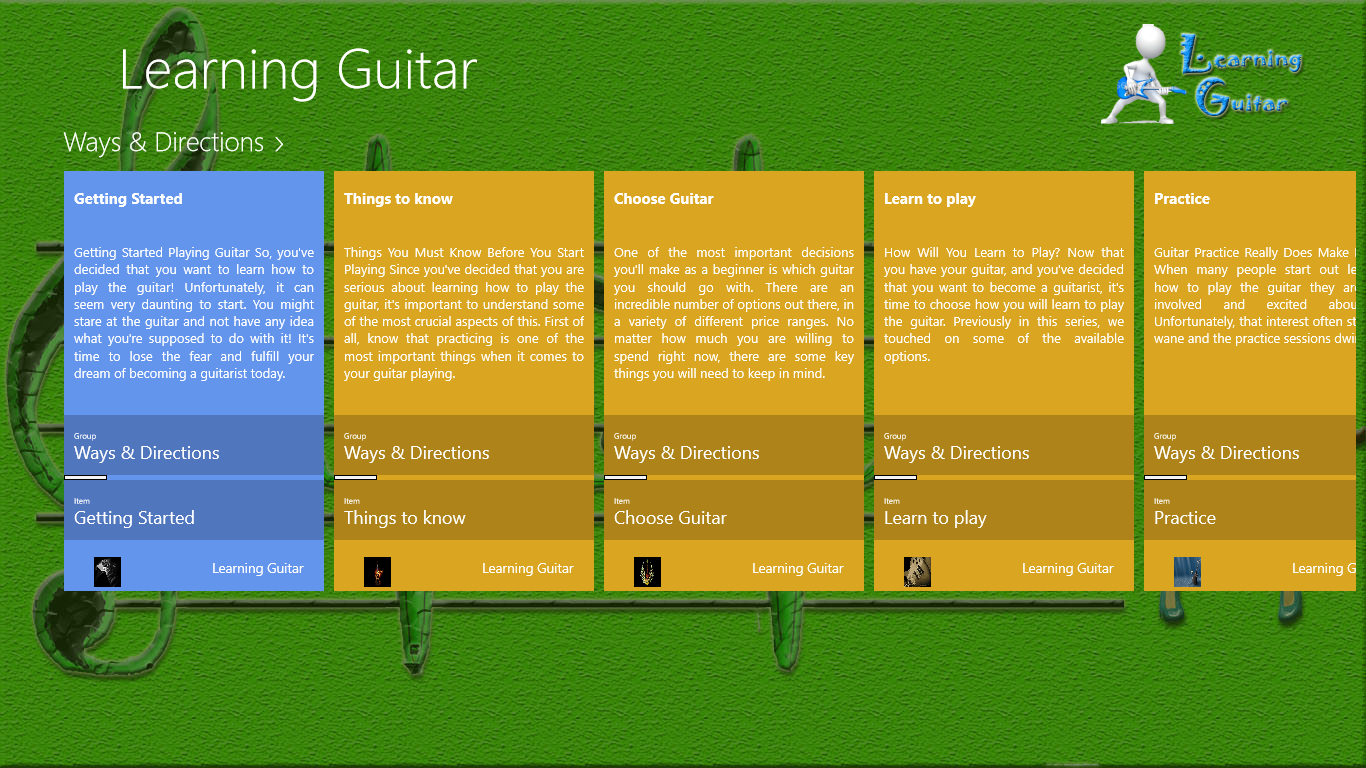 Learning Guitar
Learning
Guitar
Ways & Directions >
Getting Started
Getting Started Playing Guitar So, you've
decided that you want to learn how to
play the guitar! Unfortunately, it can
seem very daunting to start. You might
stare at the guitar and not have any idea
what you're supposed to do with it! It's
time to lose the fear and fulfill your
dream of becoming a guitarist today.
Group
Ways & Directions
Item
Getting Started
Learning Guitar
Things to know
Things You Must Know Before You Start
Playing Since you've decided that you are
serious about learning how to play the
guitar, it's important to understand some
of the most crucial aspects of this. First of
all, know that practicing is one of the
most important things when it comes to
your guitar playing.
Group
Ways & Directions
Item
Things to know
Learning Guitar
Choose Guitar
One of the most important decisions
you'll make as a beginner is which guitar
you should go with. There are an
incredible number of options out there, in
a variety of different price ranges. No
matter how much you are willing to
spend right now, there are some key
things you will need to keep in mind.
Group
Ways & Directions
Item
Choose Guitar
Learning Guitar
Learn to play
How Will You Learn to Play? Now that
you have your guitar, and you've decided
that you want to become a guitarist, it's
time to choose how you will learn to play
the guitar. Previously in this series, we
touched on some of the available
options.
Group
Ways & Directions
Item
Learn to play
Learning Guitar
Practice
Guitar Practice Really Does Make
When many people start out
how to play the guitar they
involved and excited
Unfortunately, that interest often
wane and the practice sessions
Group
Ways & Directions
Item
Practice
Learning